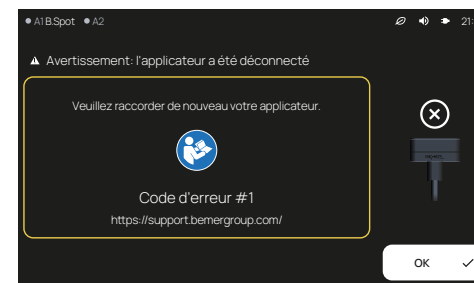 A1 B.Spot A2 21:
Avertissement: l'applicateur a été déconnecté
Veuillez raccorder de nouveau votre applicateur.
Code d'erreur #1
https://support.bemergroup.com/
OK